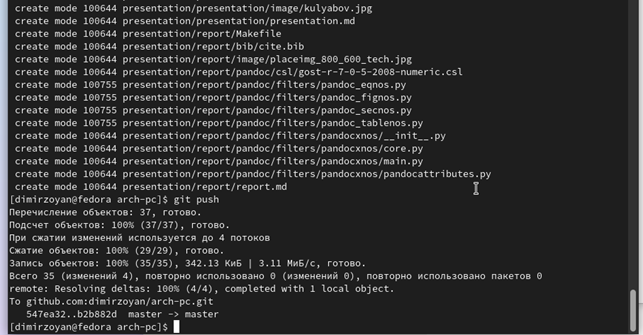 create mode 100644 presentation/presentation/image/kulyabov.jpg
create mode 100644 presentation/presentation/presentation.md
create mode 100644 presentation/report/Makefile
create mode 100644 presentation/report/bib/cite.bib
create mode 100644 presentation/report/image/placeimg_800_600_tech.jpg
create mode 100644 presentation/report/pandoc/csl/gost-r-7-0-5-2008-numeric.csl
create mode 100755 presentation/report/pandoc/filters/pandoc_eqnos.py
create mode 100755 presentation/report/pandoc/filters/pandoc_fignos.py
create mode 100755 presentation/report/pandoc/filters/pandoc_secnos.py
create mode 100755 presentation/report/pandoc/filters/pandoc_tablenos.py
create mode 100644 presentation/report/pandoc/filters/pandocxnos/__init__.py
create mode 100644 presentation/report/pandoc/filters/pandocxnos/core.py
create mode 100644 presentation/report/pandoc/filters/pandocxnos/main.py
create mode 100644 presentation/report/pandoc/filters/pandocxnos/pandocattributes.py
create mode 100644 presentation/report/report.md
[dimirzoyan@fedora arch-pc]$ git push
Перечисление объектов: 37, готово.
Подсчет объектов: 100% (37/37), готово.
При сжатии изменений используется до 4 потоков
Сжатие объектов: 100% (29/29), готово.
Запись объектов: 100% (35/35), 342.13 КиБ | 3.11 МиБ/с, готово.
Всего 35 (изменений 4), повторно использовано 0 (изменений 0), повторно использовано пакетов 0
remote: Resolving deltas: 100% (4/4), completed with 1 local object.
To github.com:dimirzoyan/arch-pc.git
547ea32..b2b882d  master -> master
[dimirzoyan@fedora arch-pc]$